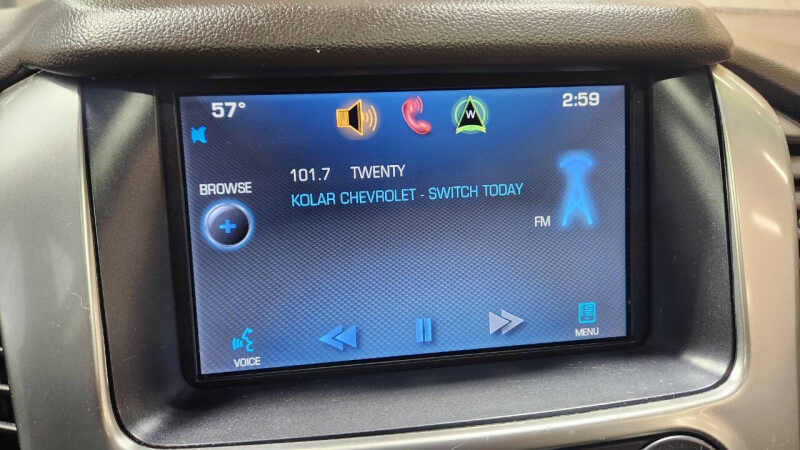 57°
2:59
W
101.7 TWENTY
BROWSE
KOLAR CHEVROLET - SWITCH TODAY
FM
VOICE
MENU